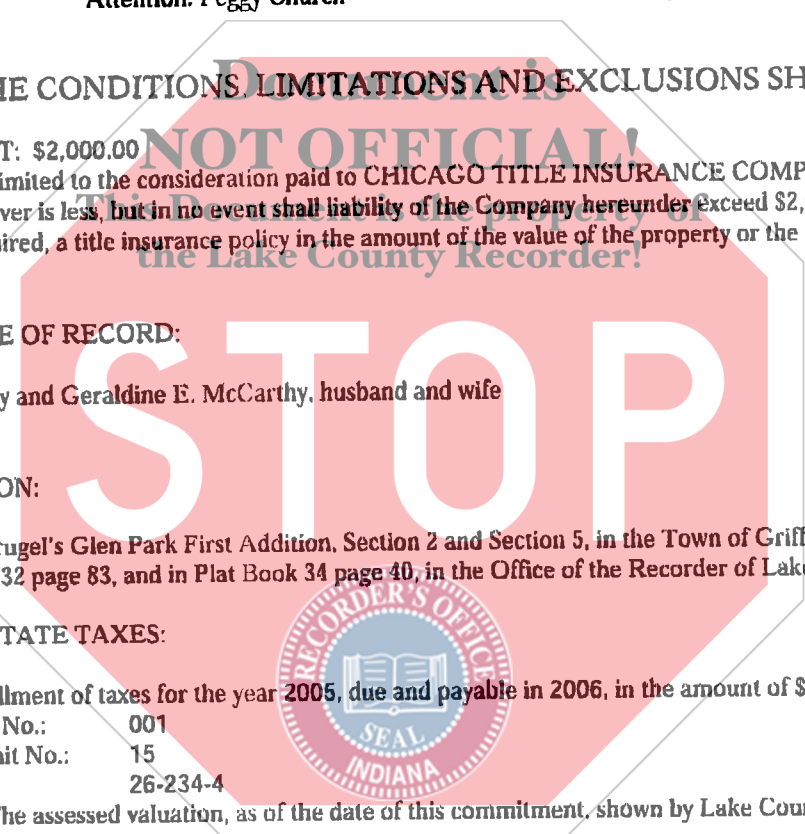 Attention: Peggy Church
HE CONDITIONS, LIMITATIONS AND EXCLUSIONS SH
Document is
T: $2,000.00
NOT OFFICIAL!
imited to the consideration paid to CHICAGO TITLE INSURANCE COMP
ver is less, but in no event shall liability of the Company hereunder exceed $2,
This Document is the property of
ired, a title insurance policy in the amount of the value of the property or the
the Lake County Recorder!
E OF RECORD:
y and Geraldine E. McCarthy, husband and wife
STOP
ON:
rugel's Glen Park First Addition, Section 2 and Section 5, in the Town of Griff
32 page 83, and in Plat Book 34 page 40, in the Office of the Recorder of Lake
RECORDER'S OFFICE
TATE TAXES:
llment of taxes for the year 2005, due and payable in 2006, in the amount of $
No.: 001
SEAL
it No.: 15
INDIANA
26-234-4
he assessed valuation, as of the date of this commitment, shown by Lake Coun